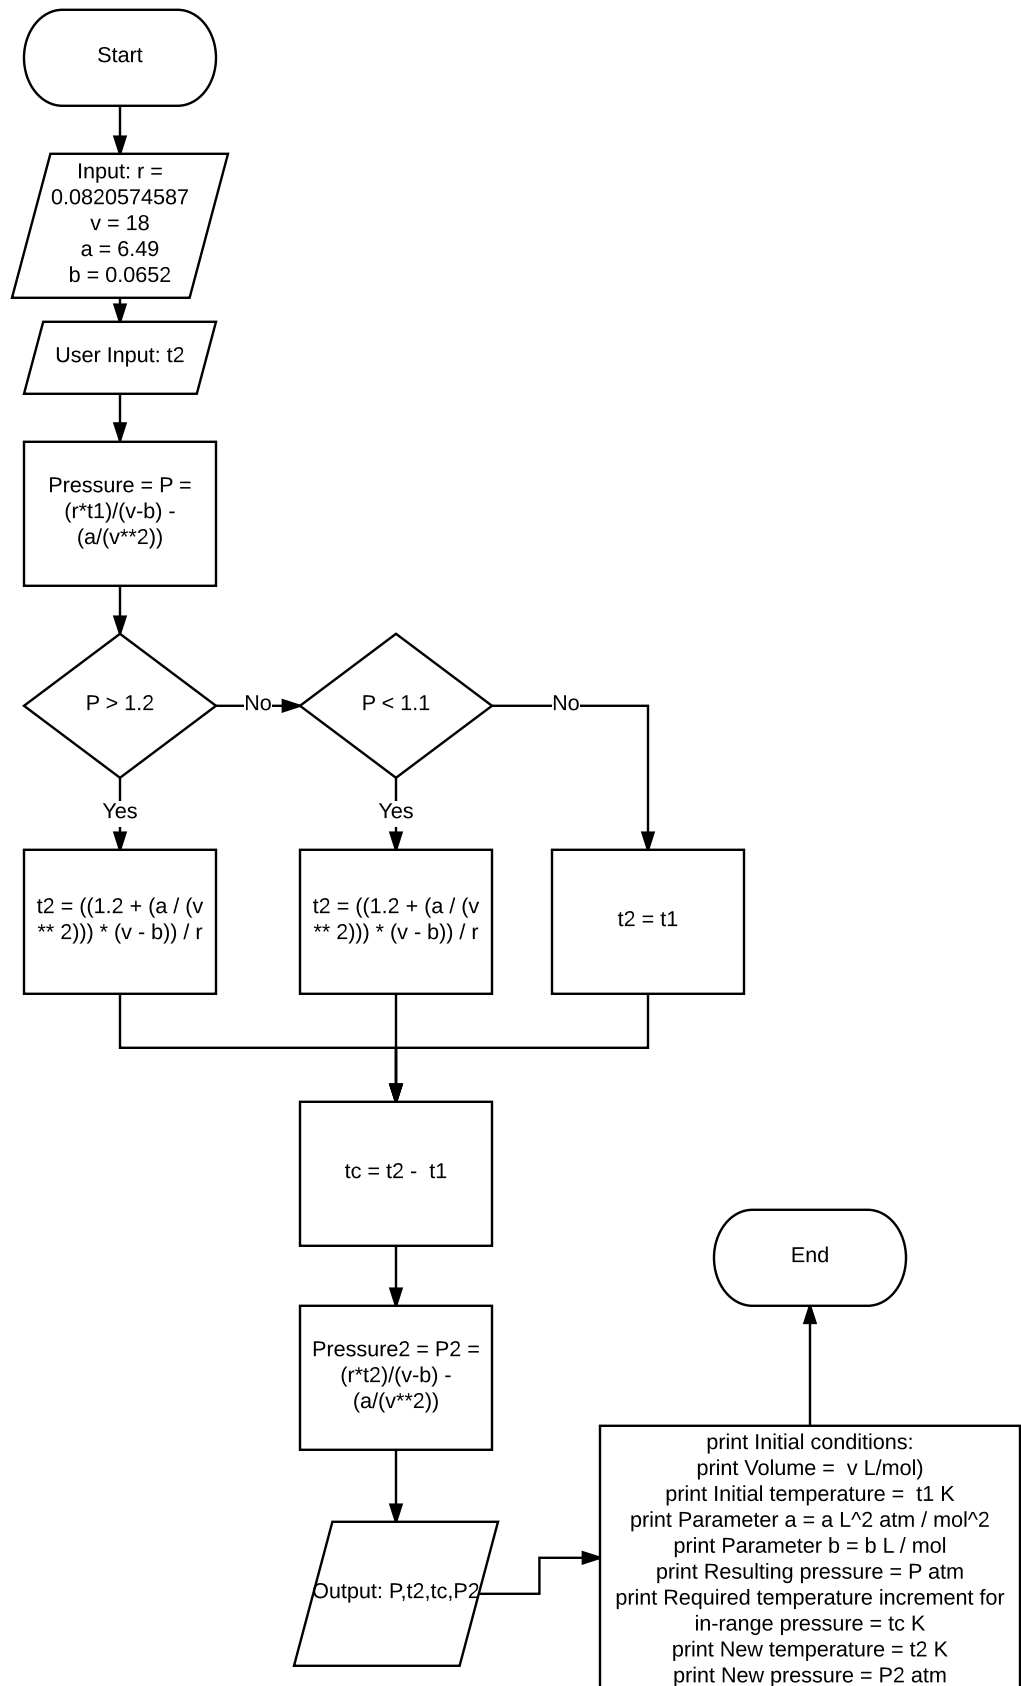 Start
Input: r =
0.0820574587
v = 18
a = 6.49
b = 0.0652
User Input: t2
Pressure = P =
(r*t1)/(v-b) -
(a/(v**2))
P > 1.2
No
P < 1.1
No
Yes
Yes
t2 = ((1.2 + (a / (v
** 2))) * (v - b)) / r
t2 = ((1.2 + (a / (v
** 2))) * (v - b)) / r
t2 = t1
tc = t2 -  t1
Pressure2 = P2 =
(r*t2)/(v-b) -
(a/(v**2))
Output: P,t2,tc,P2
print Initial conditions:
print Volume =  v L/mol)
print Initial temperature =  t1 K
print Parameter a = a L^2 atm / mol^2
print Parameter b = b L / mol
print Resulting pressure = P atm
print Required temperature increment for
in-range pressure = tc K
print New temperature = t2 K
print New pressure = P2 atm
End